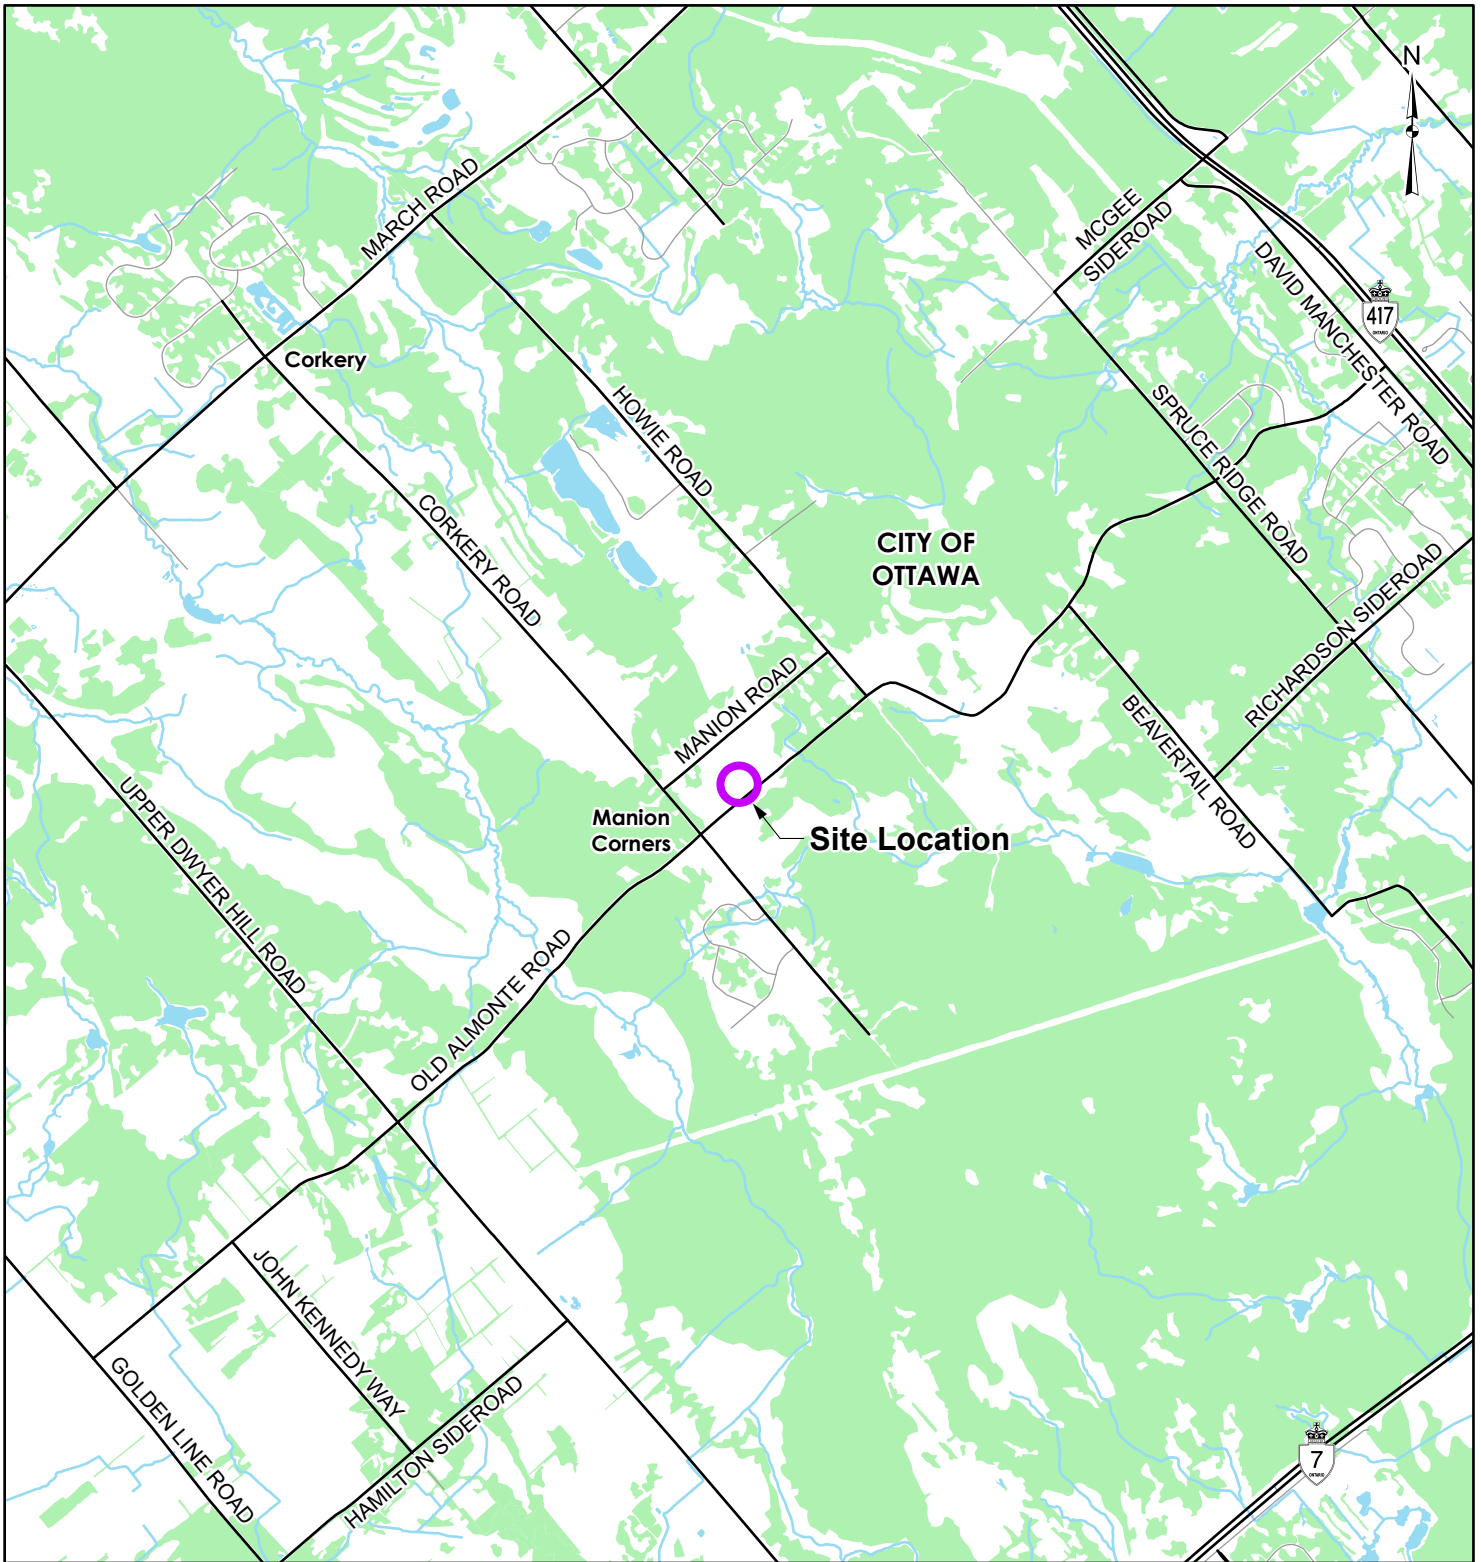 N
MARCH ROAD
MCGEE
SIDEROAD
DAVID MANCHESTER ROAD
417
ONTARIO
Corkery
HOWIE ROAD
SPRUCE RIDGE ROAD
CORKERY ROAD
CITY OF
OTTAWA
RICHARDSON SIDEROAD
MANION ROAD
BEAVERTAIL ROAD
UPPER DWYER HILL ROAD
Manion
Corners
Site Location
OLD ALMONTE ROAD
JOHN KENNEDY WAY
GOLDEN LINE ROAD
HAMILTON SIDEROAD
7
ONTARIO